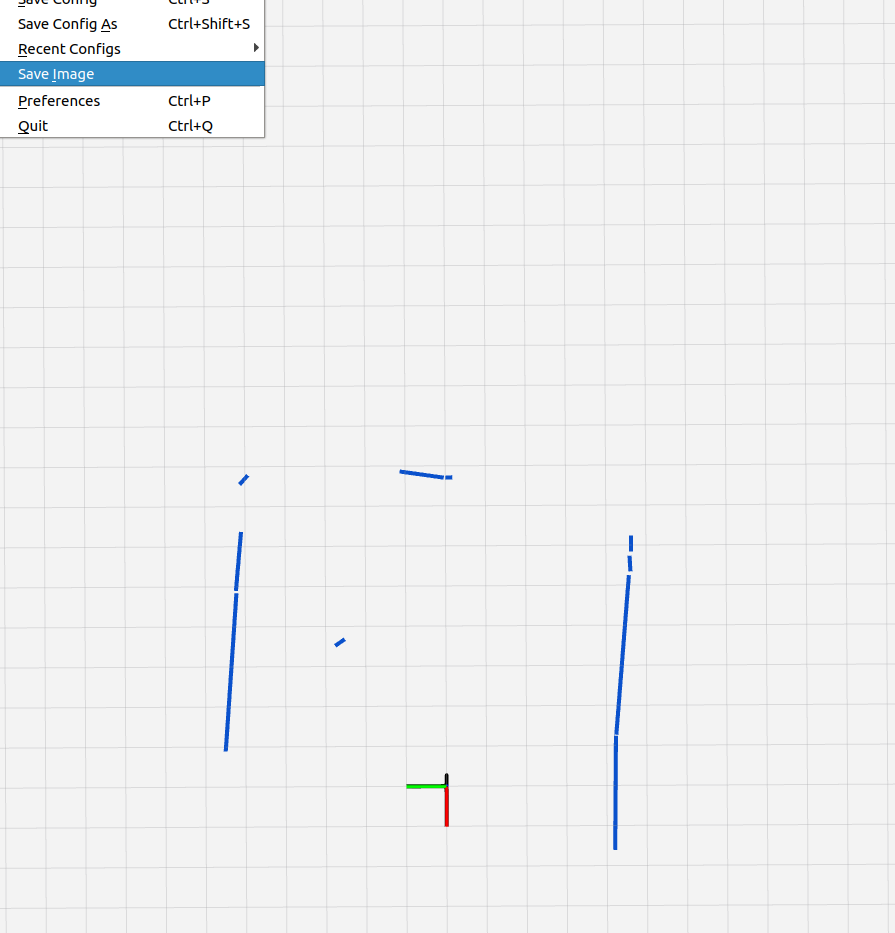 Save Config Ctrl+S
Save Config As Ctrl+Shift+S
Recent Configs
Save Image
Preferences Ctrl+P
Quit Ctrl+Q